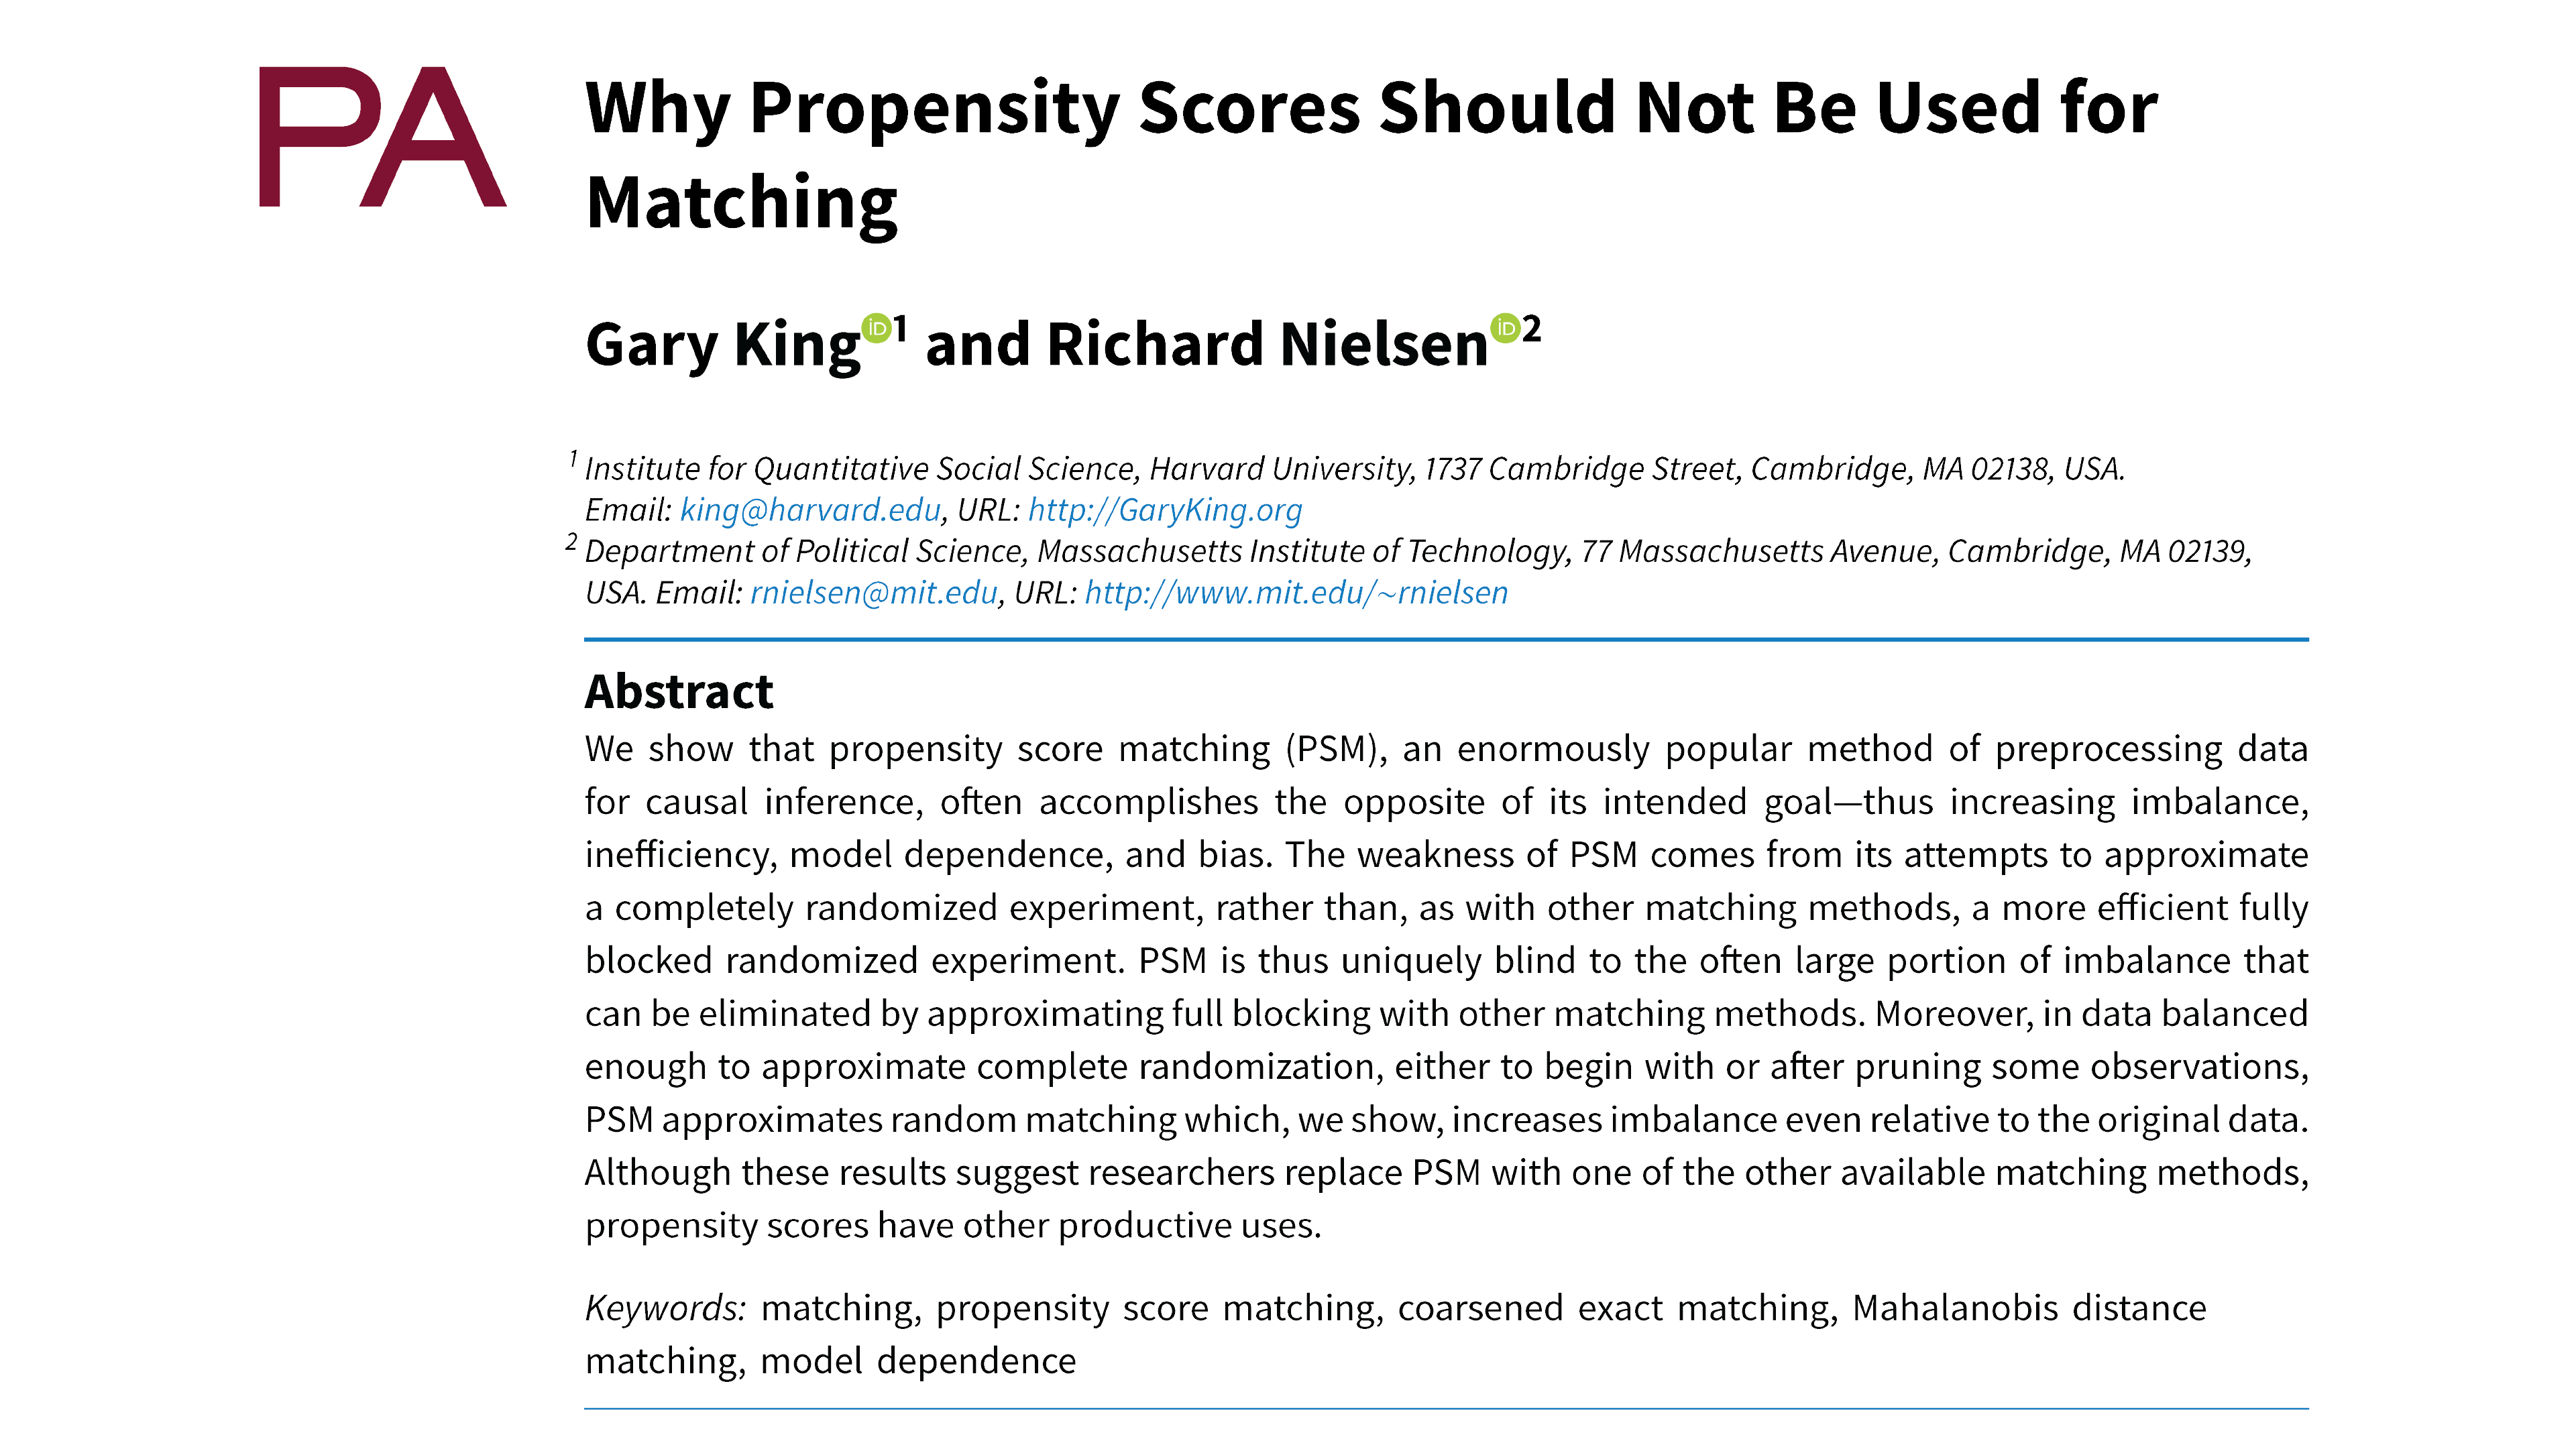 PA
Why Propensity Scores Should Not Be Used for
Matching
Gary King iD 1 and Richard Nielsen iD 2
1 Institute for Quantitative Social Science, Harvard University, 1737 Cambridge Street, Cambridge, MA 02138, USA.
Email: king@harvard.edu, URL: http://GaryKing.org
2 Department of Political Science, Massachusetts Institute of Technology, 77 Massachusetts Avenue, Cambridge, MA 02139,
USA. Email: rnielsen@mit.edu, URL: http://www.mit.edu/~rnielsen
Abstract
We show that propensity score matching (PSM), an enormously popular method of preprocessing data
for causal inference, often accomplishes the opposite of its intended goal—thus increasing imbalance,
inefficiency, model dependence, and bias. The weakness of PSM comes from its attempts to approximate
a completely randomized experiment, rather than, as with other matching methods, a more efficient fully
blocked randomized experiment. PSM is thus uniquely blind to the often large portion of imbalance that
can be eliminated by approximating full blocking with other matching methods. Moreover, in data balanced
enough to approximate complete randomization, either to begin with or after pruning some observations,
PSM approximates random matching which, we show, increases imbalance even relative to the original data.
Although these results suggest researchers replace PSM with one of the other available matching methods,
propensity scores have other productive uses.
Keywords: matching, propensity score matching, coarsened exact matching, Mahalanobis distance
matching, model dependence